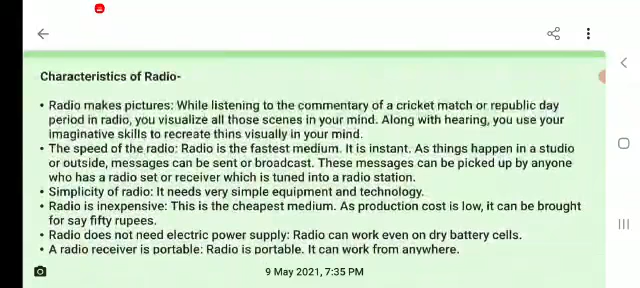 Characteristics of Radio-
• Radio makes pictures: While listening to the commentary of a cricket match or republic day
period in radio, you visualize all those scenes in your mind. Along with hearing, you use your
imaginative skills to recreate thins visually in your mind.
• The speed of the radio: Radio is the fastest medium. It is instant. As things happen in a studio
or outside, messages can be sent or broadcast. These messages can be picked up by anyone
who has a radio set or receiver which is tuned into a radio station.
• Simplicity of radio: It needs very simple equipment and technology.
• Radio is inexpensive: This is the cheapest medium. As production cost is low, it can be brought
for say fifty rupees.
• Radio does not need electric power supply: Radio can work even on dry battery cells.
• A radio receiver is portable: Radio is portable. It can work from anywhere.
9 May 2021, 7:35 PM